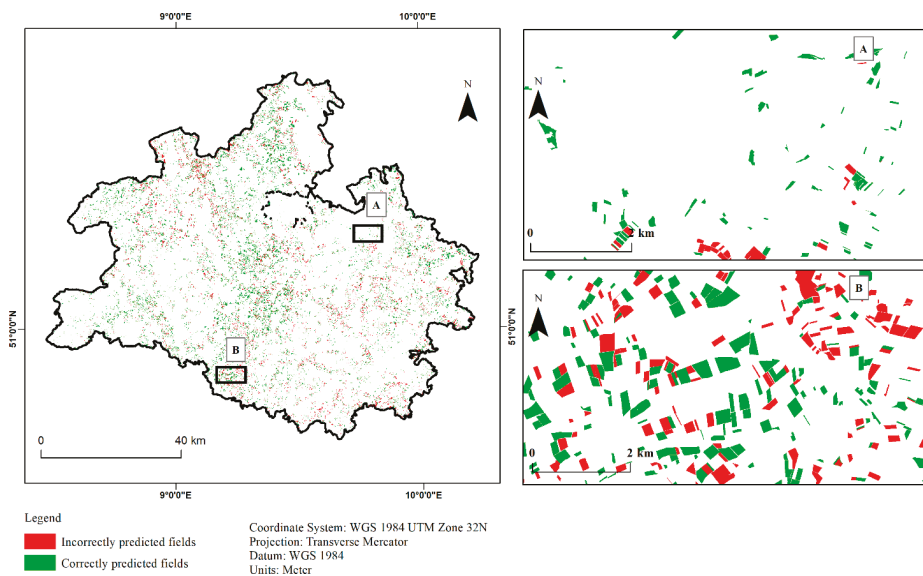 9°0'0"E
10°0'0"E
N
A
B
51°0'0"N
0
40 km
9°0'0"E
10°0'0"E
A
N
0
2 km
51°0'0"N
B
N
0
2 km
Legend
Incorrectly predicted fields
Correctly predicted fields
Coordinate System: WGS 1984 UTM Zone 32N
Projection: Transverse Mercator
Datum: WGS 1984
Units: Meter